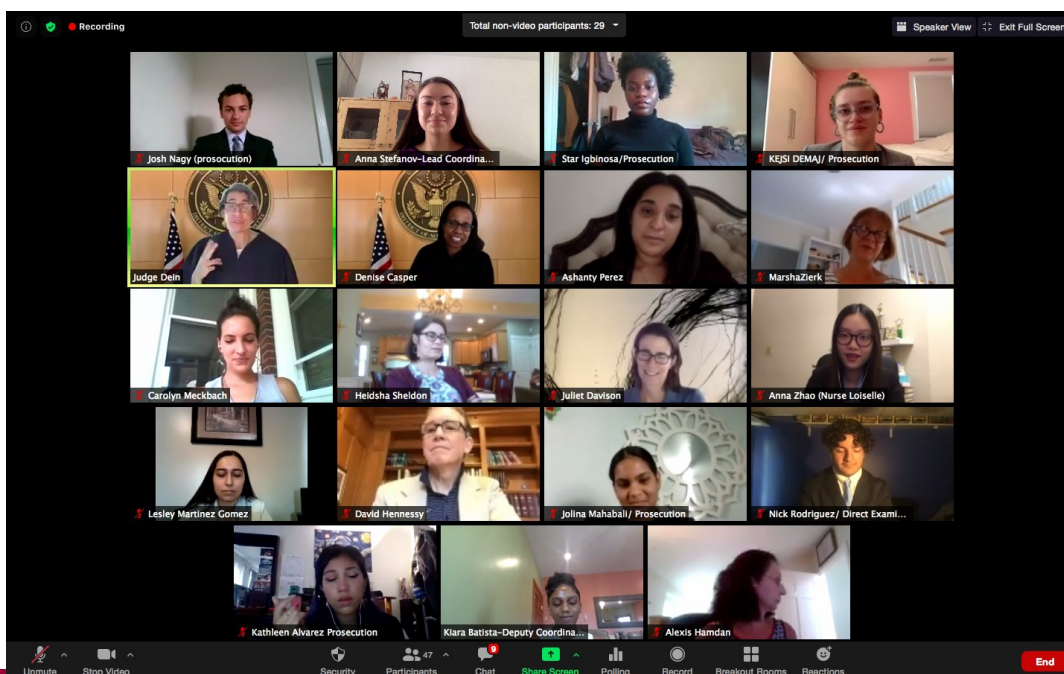 Recording
Total non-video participants: 29
Speaker View
Exit Full Screen
Josh Nagy (prosocution)
Anna Stefanov-Lead Coordina...
Star Igbinosa/Prosecution
KEJSI DEMAJ/ Prosecution
Judge Dein
Denise Casper
Ashanty Perez
MarshaZierk
Carolyn Meckbach
Heidsha Sheldon
Juliet Davison
Anna Zhao (Nurse Loiselle)
Lesley Martinez Gomez
David Hennessy
Jolina Mahabali/ Prosecution
Nick Rodriguez/ Direct Exami...
Kathleen Alvarez Prosecution
Kiara Batista-Deputy Coordina...
Alexis Hamdan
47
9
Unmute
Stop Video
Security
Participants
Chat
Share Screen
Polling
Record
Breakout Rooms
Reactions
End